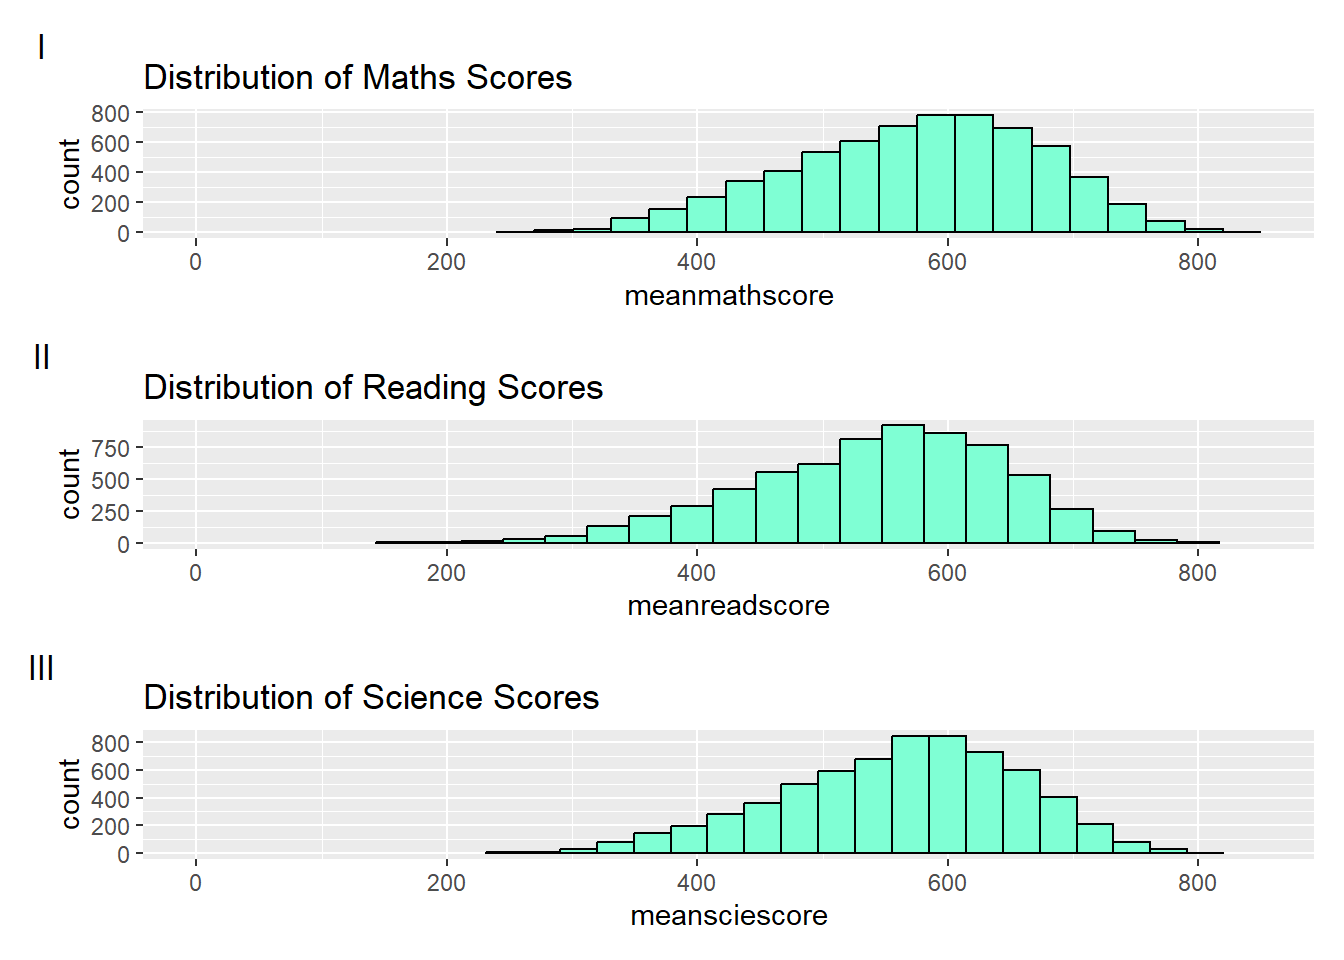 I
Distribution of Maths Scores
800
600
400
200
0
count
0 200 400 600 800
meanmathscore
II
Distribution of Reading Scores
750
500
250
0
count
0 200 400 600 800
meanreadscore
III
Distribution of Science Scores
800
600
400
200
0
count
0 200 400 600 800
meansciescore